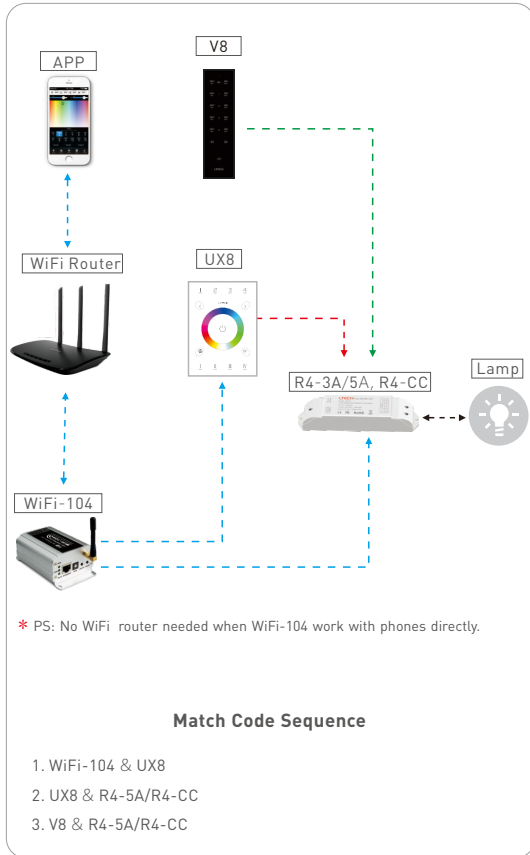 APP
V8
WiFi Router
UX8
LTECH
R4-3A/5A, R4-CC
Lamp
LTECH
WiFi-104
* PS: No WiFi router needed when WiFi-104 work with phones directly.
Match Code Sequence
1. WiFi-104 & UX8
2. UX8 & R4-5A/R4-CC
3. V8 & R4-5A/R4-CC